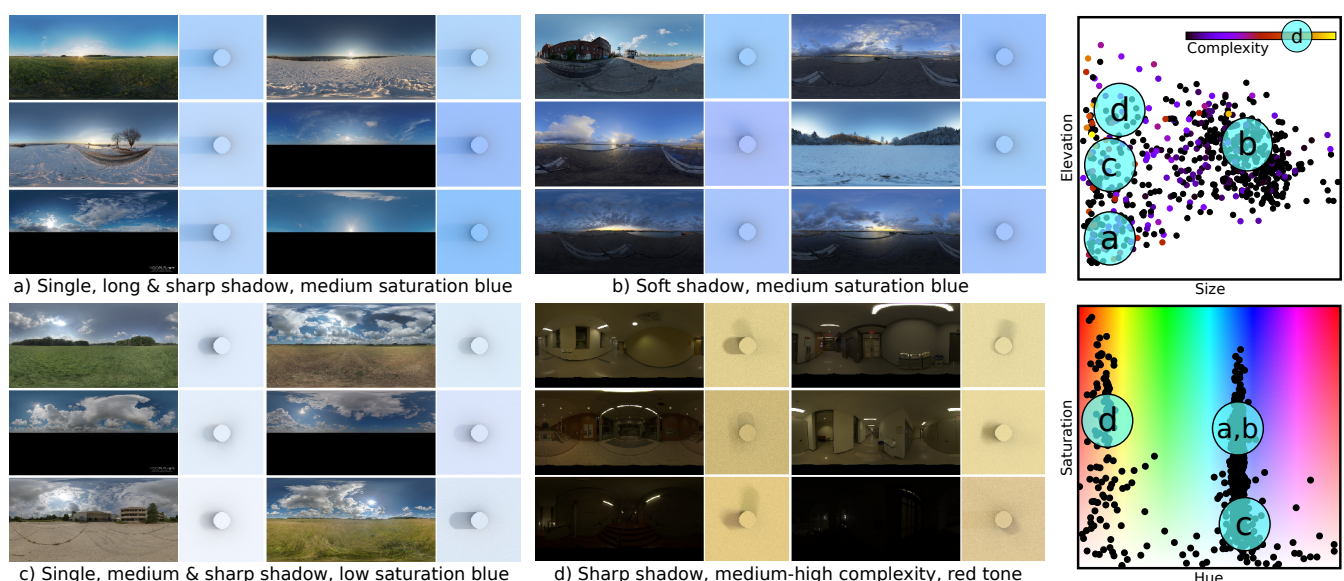 a) Single, long & sharp shadow, medium saturation blue
b) Soft shadow, medium saturation blue
c) Single, medium & sharp shadow, low saturation blue
d) Sharp shadow, medium-high complexity, red tone
Complexity
d
d
c
a
b
Elevation
Size
d
a,b
c
Saturation
Hue